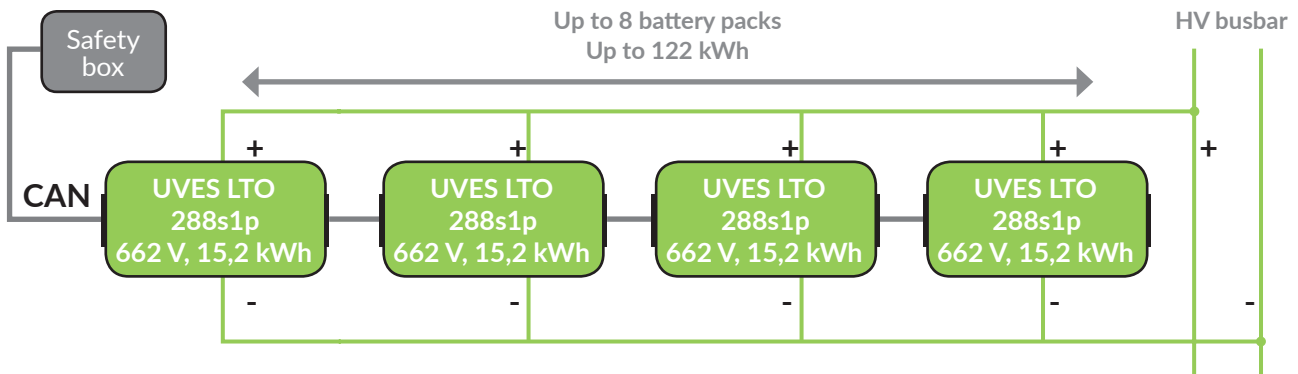 Safety
box
Up to 8 battery packs
Up to 122 kWh
HV busbar
+
+
+
+
+
CAN
UVES LTO
288s1p
662 V, 15,2 kWh
UVES LTO
288s1p
662 V, 15,2 kWh
UVES LTO
288s1p
662 V, 15,2 kWh
UVES LTO
288s1p
662 V, 15,2 kWh
-
-
-
-
-